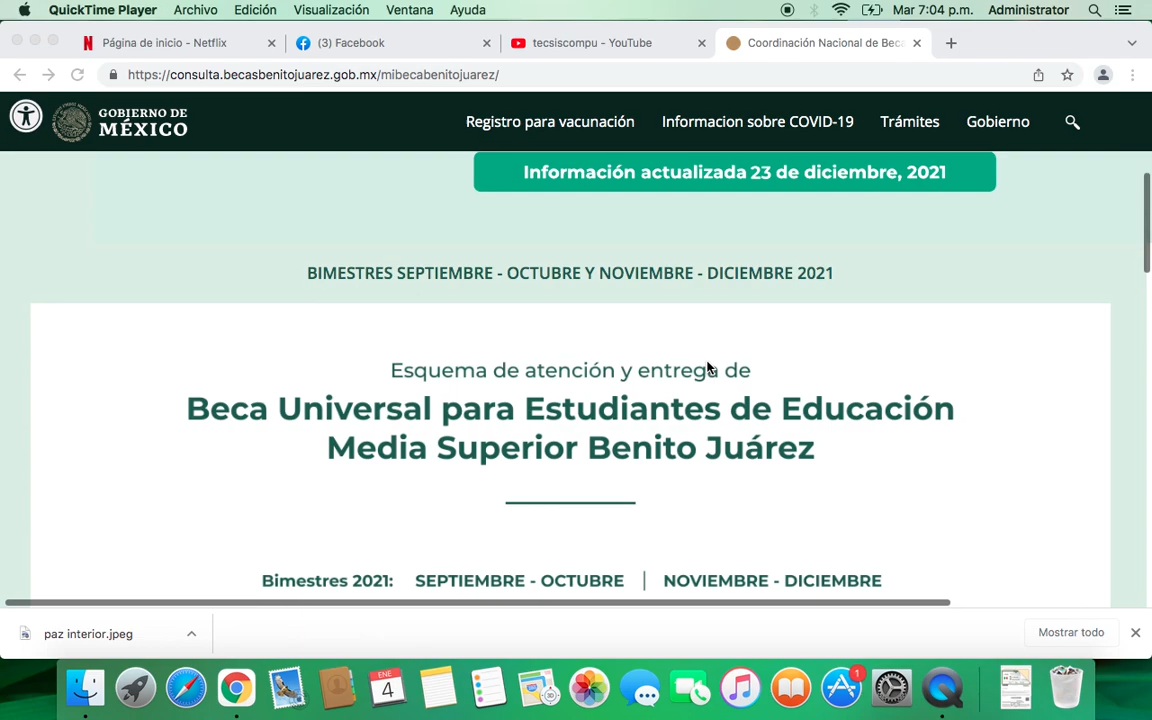 QuickTime Player Archivo Edición Visualización Ventana Ayuda Mar 7:04 p.m. Administrator
Página de inicio - Netflix (3) Facebook tecsiscompu - YouTube Coordinación Nacional de Beca
https://consulta.becasbenitojuarez.gob.mx/mibecabenitojuarez/
GOBIERNO DE
MÉXICO
Registro para vacunación Informacion sobre COVID-19 Trámites Gobierno
Información actualizada 23 de diciembre, 2021
BIMESTRES SEPTIEMBRE - OCTUBRE Y NOVIEMBRE - DICIEMBRE 2021
Esquema de atención y entrega de
Beca Universal para Estudiantes de Educación
Media Superior Benito Juárez
Bimestres 2021: SEPTIEMBRE - OCTUBRE | NOVIEMBRE - DICIEMBRE
paz interior.jpeg
Mostrar todo
ENE
4
3D
1